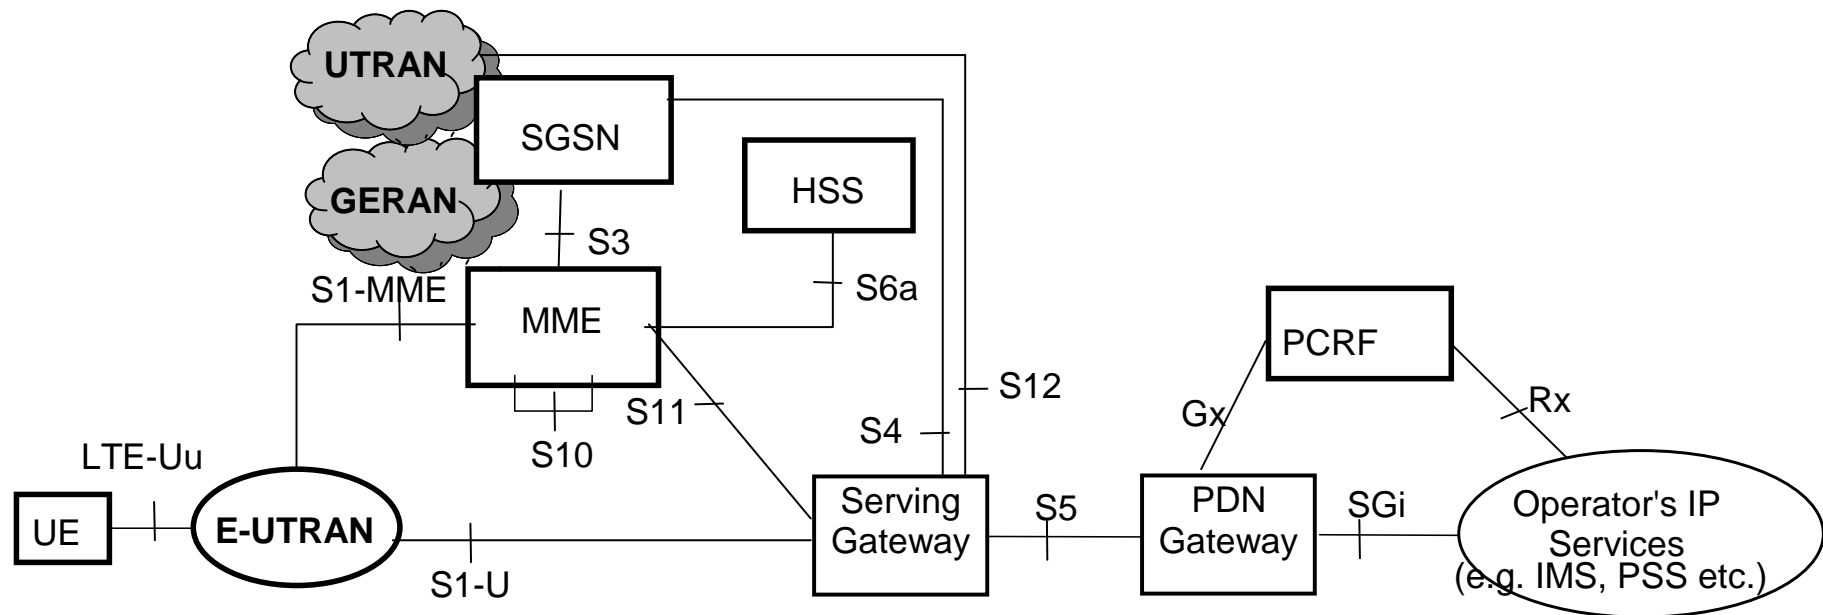 UTRAN
SGSN
HSS
GERAN
S3
S1-MME
S6a
MME
PCRF
S12
S11
Gx
Rx
S4
S10
LTE-Uu
Serving
Gateway
PDN
Gateway
S5
SGi
Operator's IP
Services
(e.g. IMS, PSS etc.)
UE
E-UTRAN
S1-U